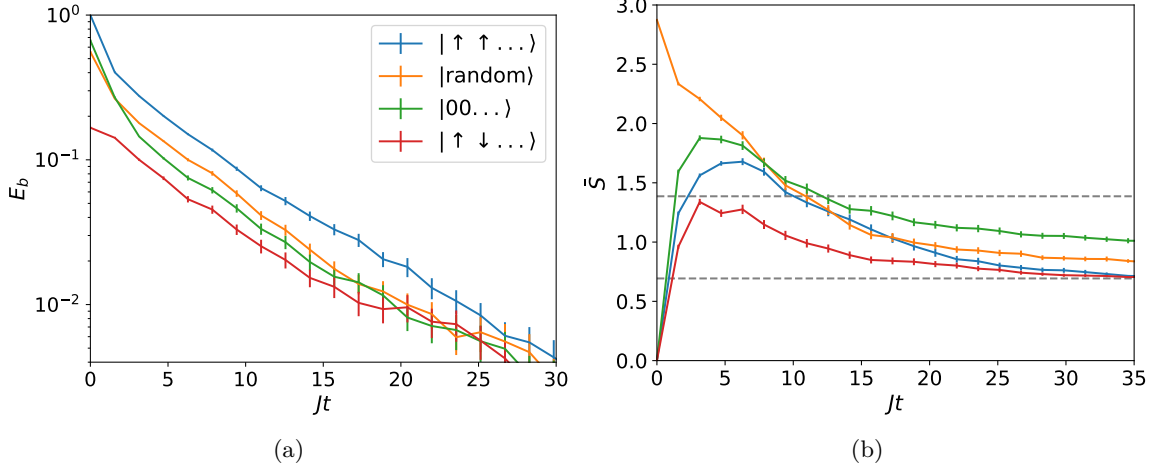 10⁰
10⁻¹
10⁻²
E_b
0 5 10 15 20 25 30
Jt
| ↑ ↑ . . . ⟩
|random⟩
|00. . . ⟩
| ↑ ↓ . . . ⟩
(a)
3.0
2.5
2.0
1.5
1.0
0.5
0.0
S̄
0 5 10 15 20 25 30 35
Jt
(b)